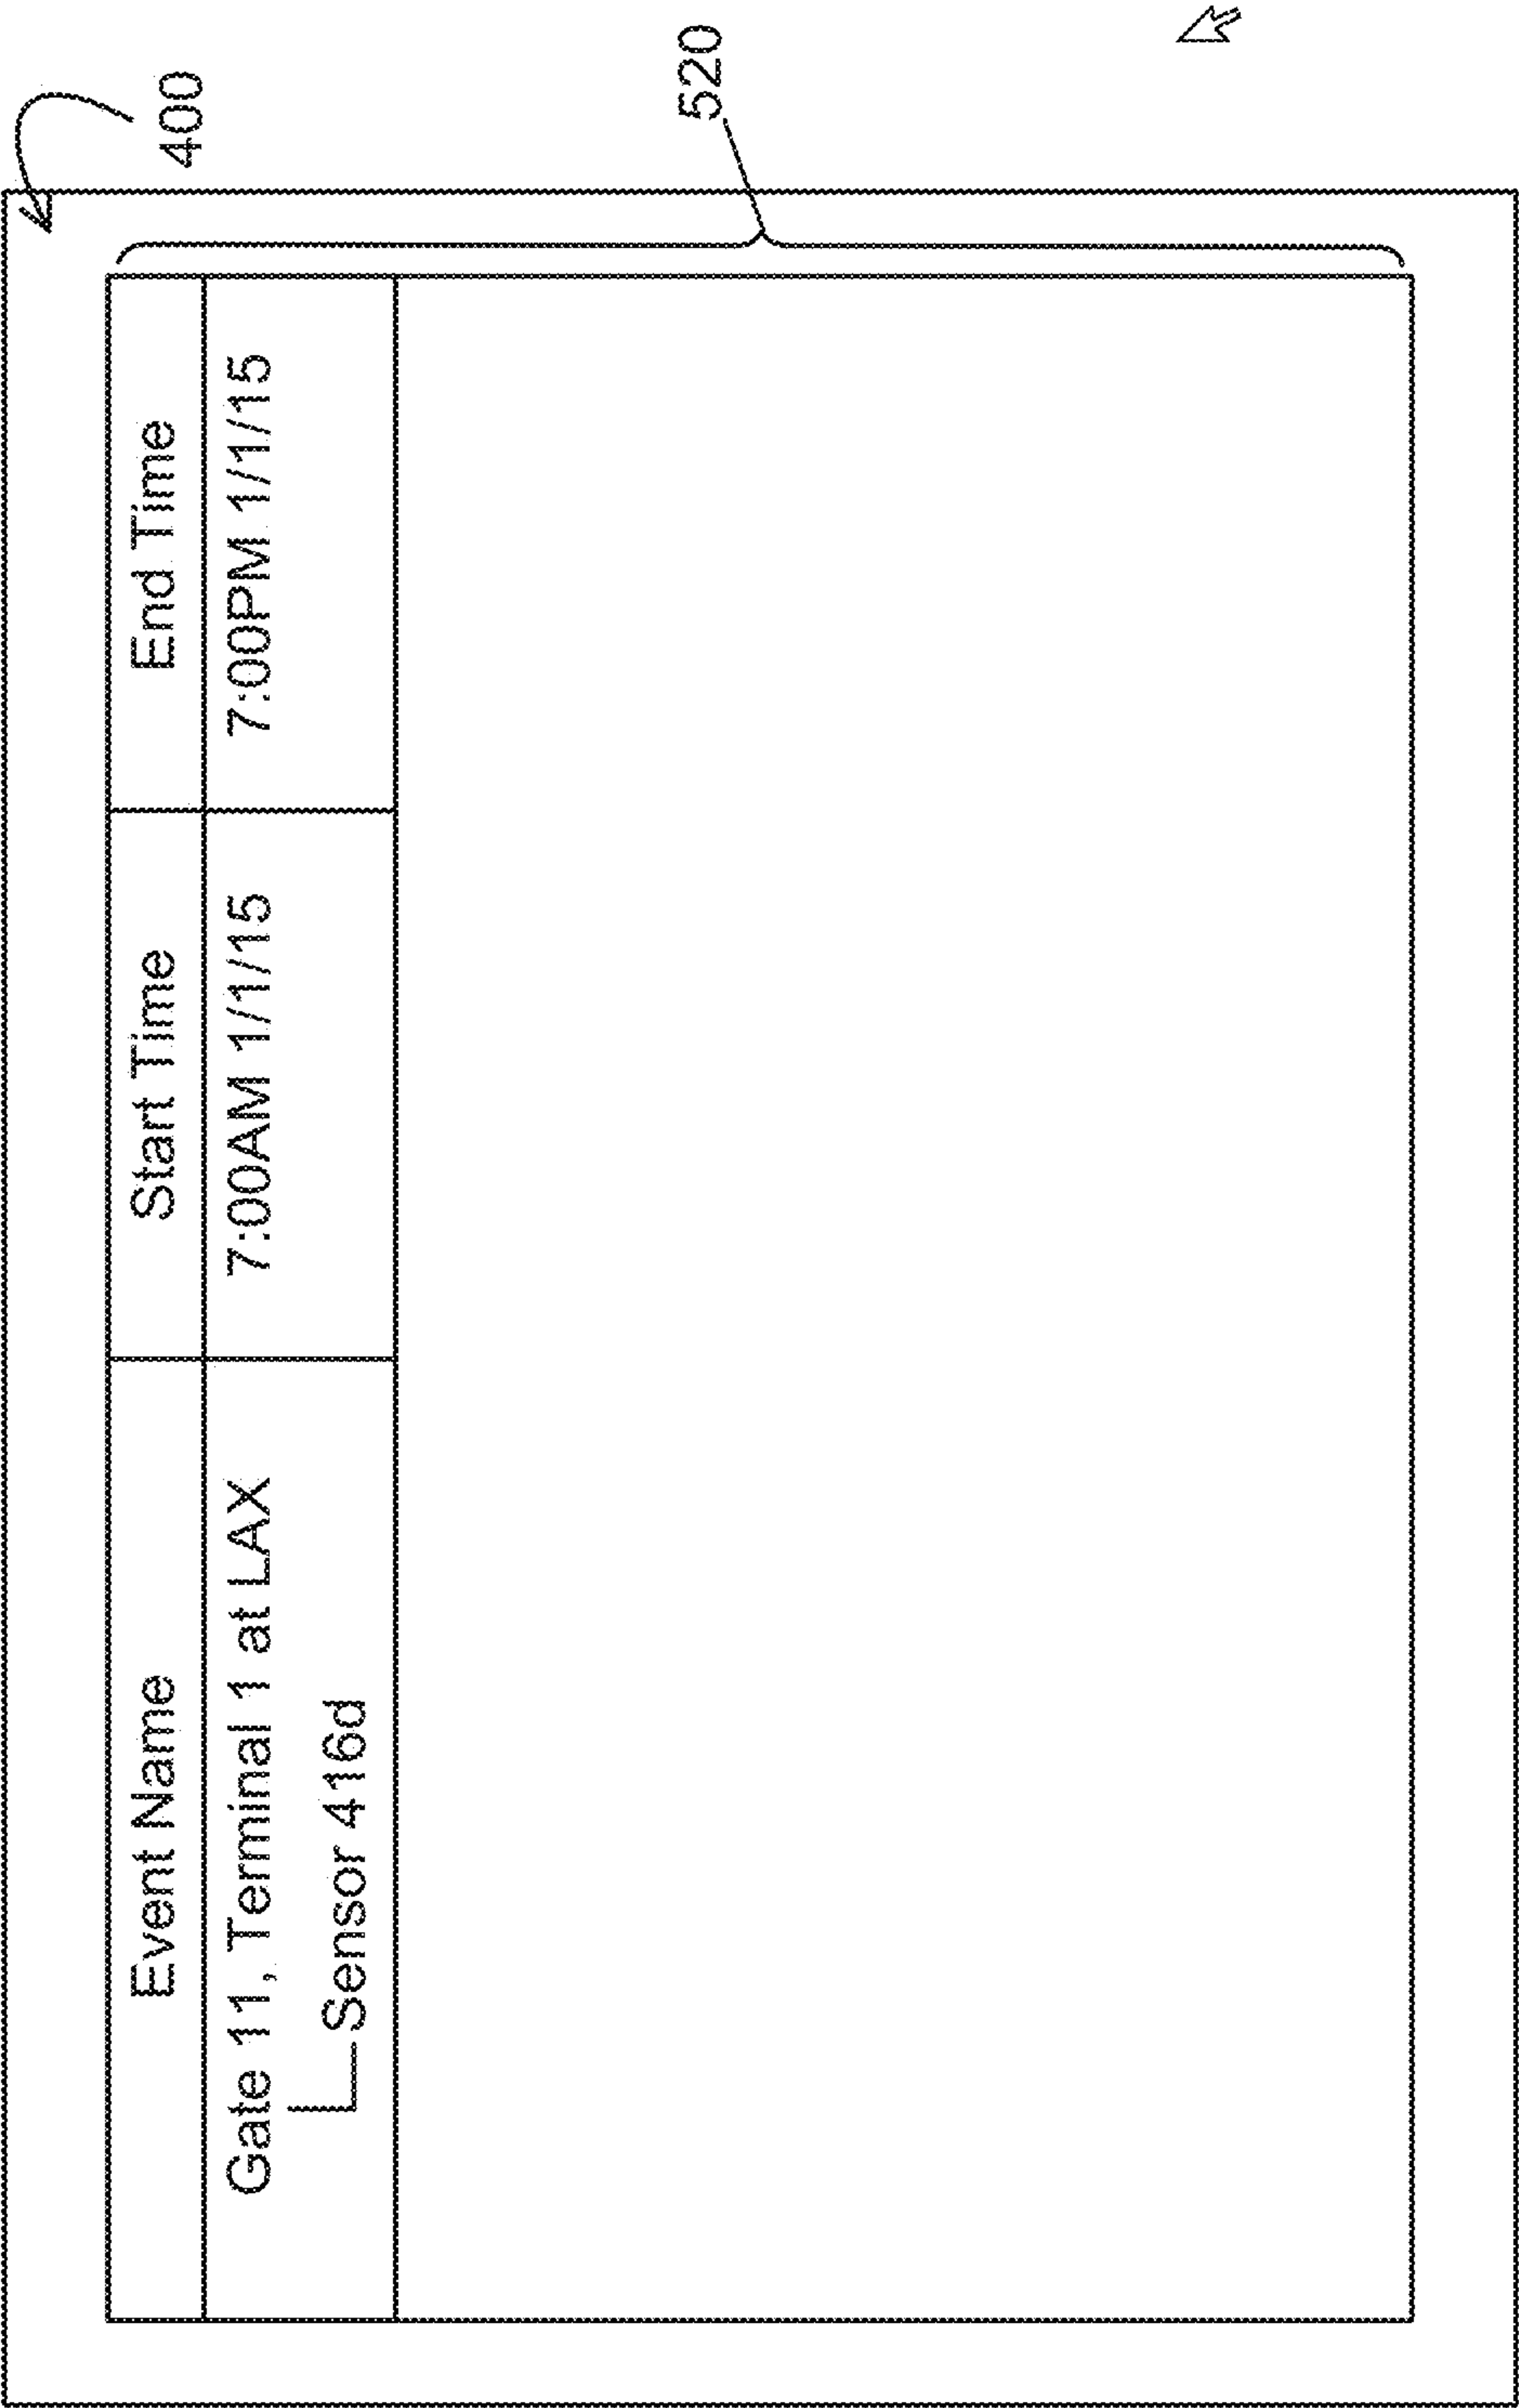 400
520
Event Name
Start Time
End Time
Gate 11, Terminal 1 at LAX
7:00AM 1/1/15
7:00PM 1/1/15
Sensor 416d